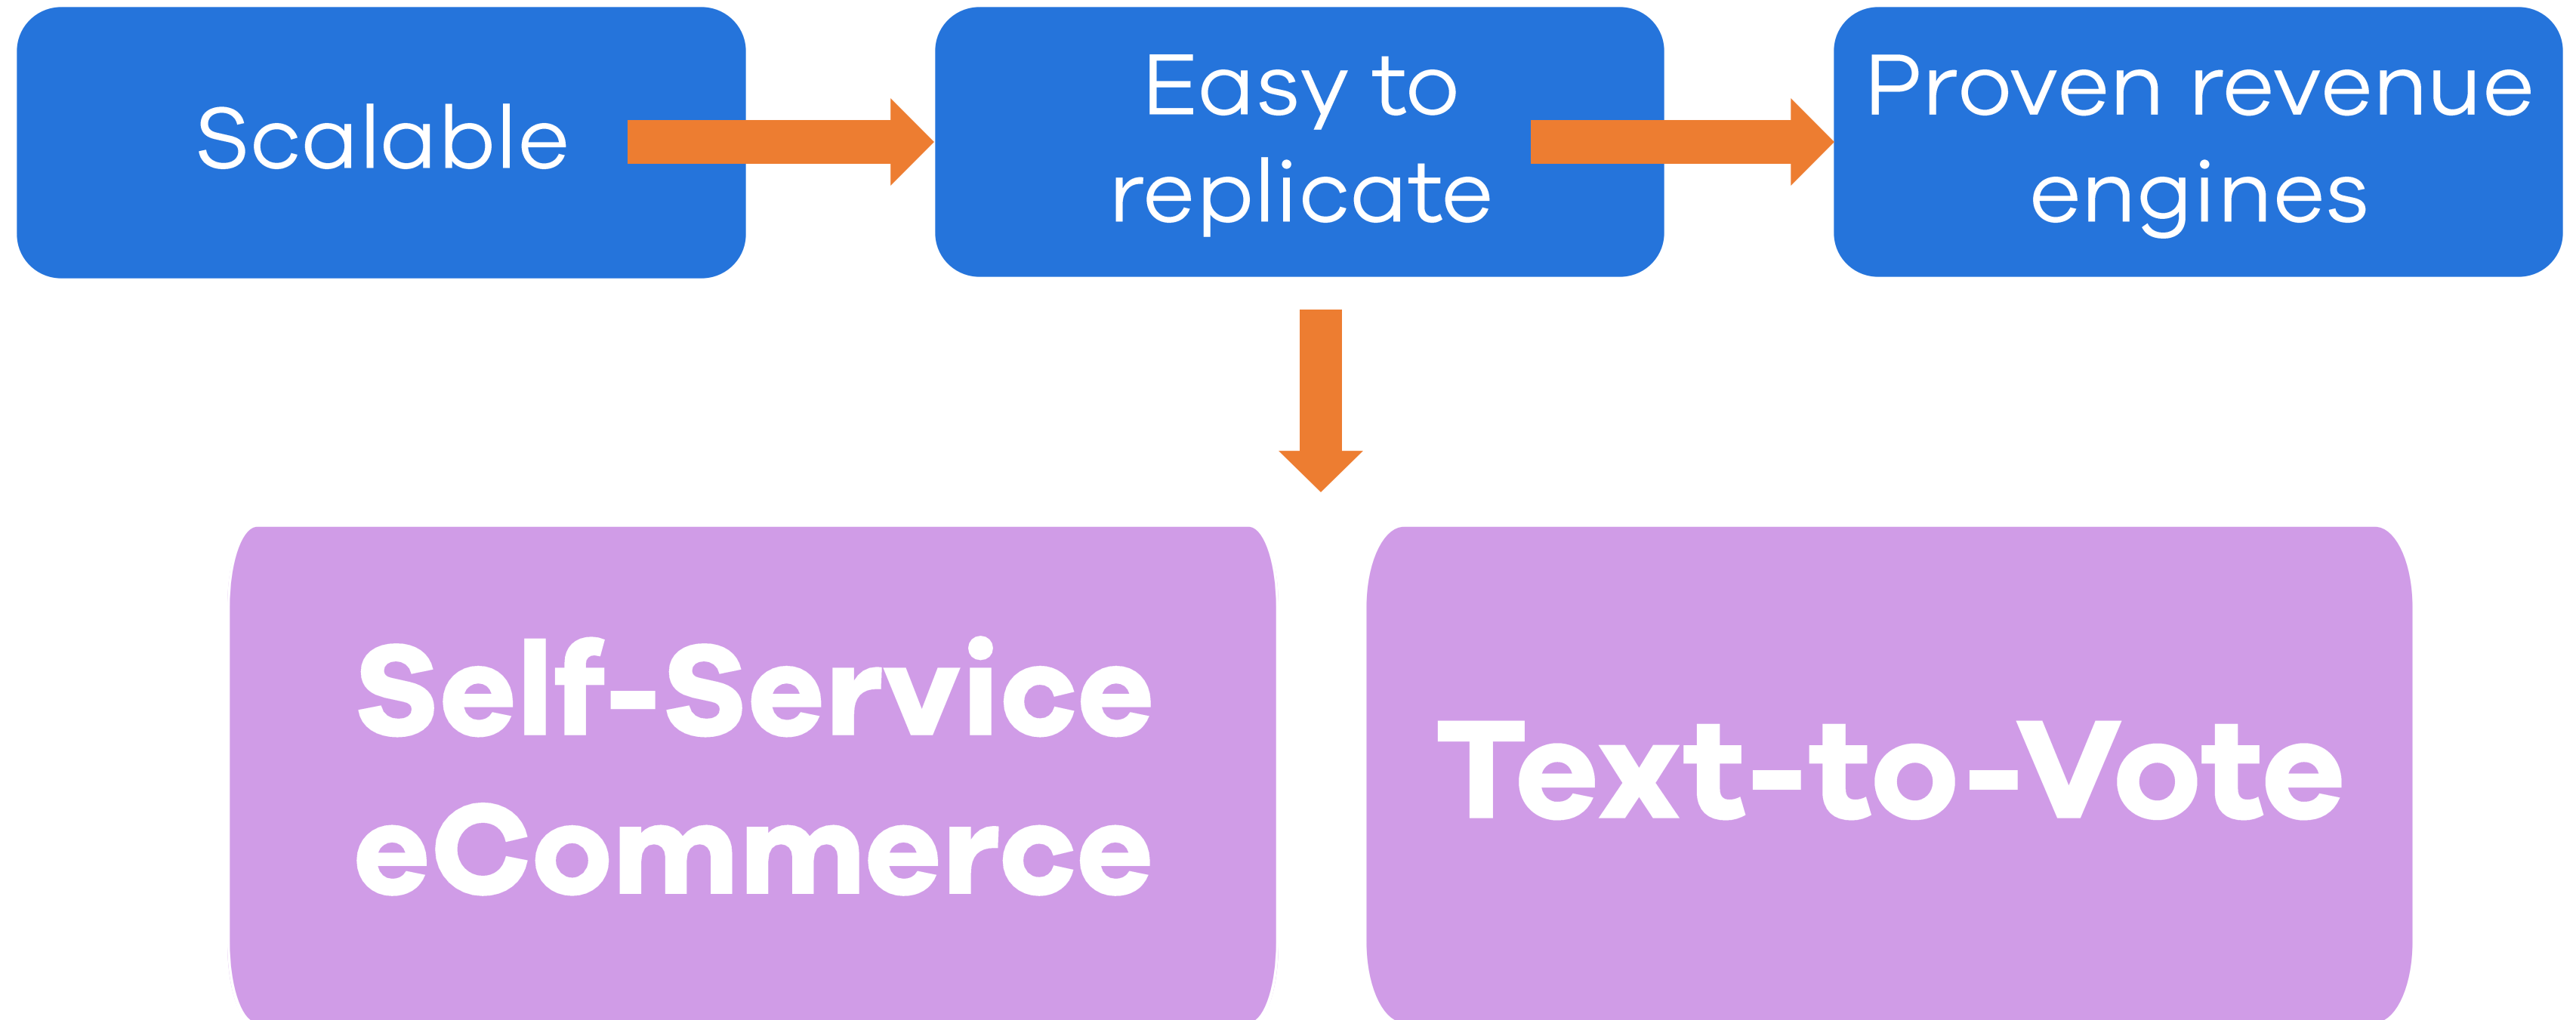 Scalable
Easy to
replicate
Proven revenue
engines
Self-Service
eCommerce
Text-to-Vote